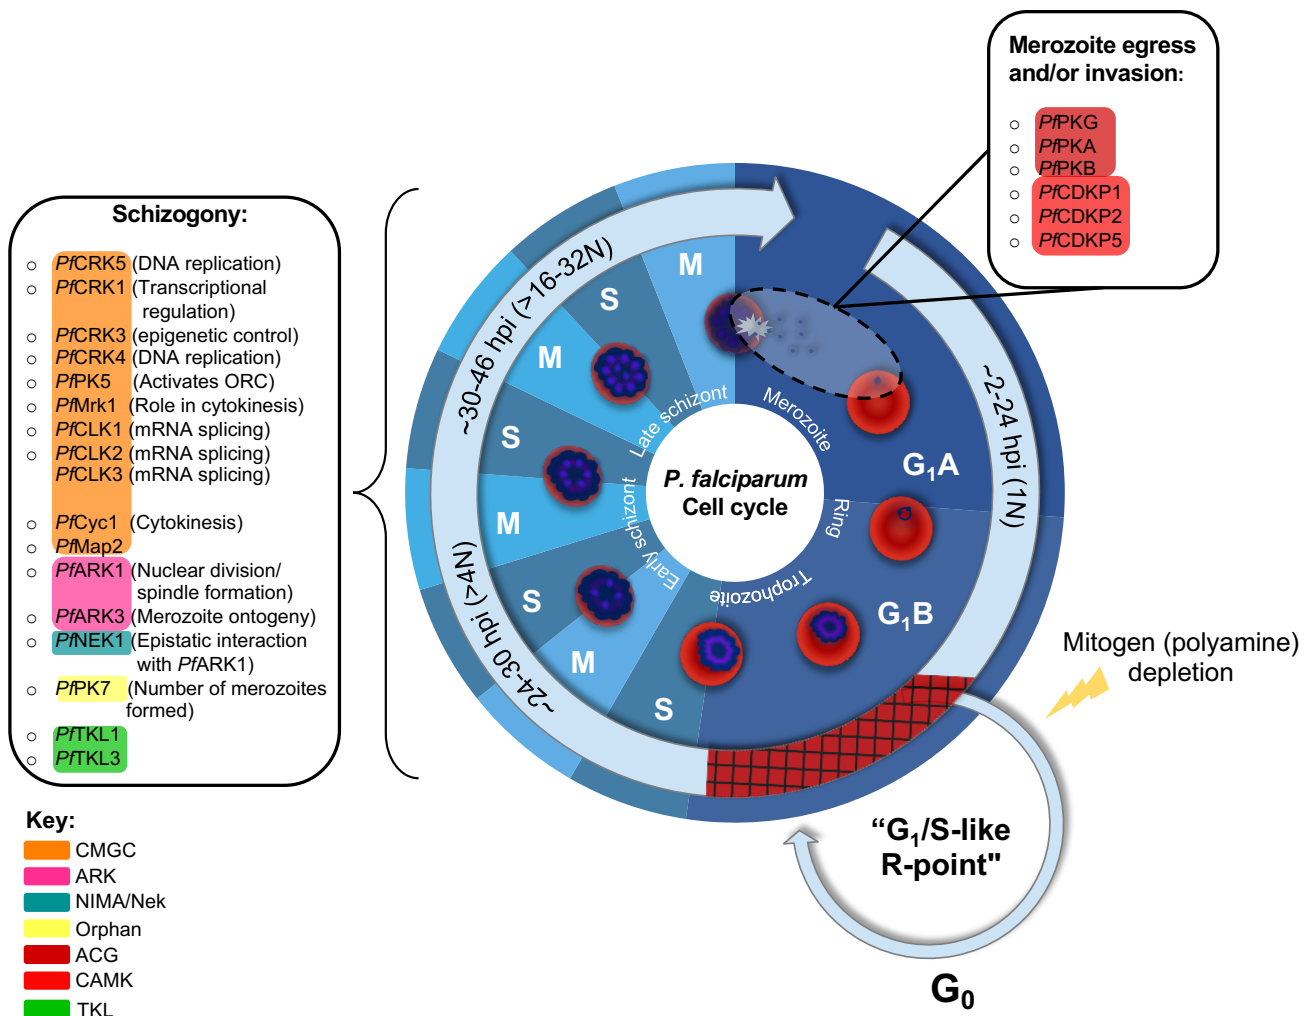 Merozoite egress
and/or invasion:
○ PfPKG
○ PfPKA
○ PfPKB
○ PfCDKP1
○ PfCDKP2
○ PfCDKP5
Schizogony:
○ PfCRK5 (DNA replication)
○ PfCRK1 (Transcriptional
regulation)
○ PfCRK3 (epigenetic control)
○ PfCRK4 (DNA replication)
○ PfPK5 (Activates ORC)
○ PfMrk1 (Role in cytokinesis)
○ PfCLK1 (mRNA splicing)
○ PfCLK2 (mRNA splicing)
PfCLK3 (mRNA splicing)
○ PfCyc1 (Cytokinesis)
○ PfMap2
○ PfARK1 (Nuclear division/
spindle formation)
○ PfARK3 (Merozoite ontogeny)
○ PfNEK1 (Epistatic interaction
with PfARK1)
○ PfPK7 (Number of merozoites
formed)
○ PfTKL1
○ PfTKL3
Key:
CMGC
ARK
NIMA/Nek
Orphan
ACG
CAMK
TKL
~2-24 hpi (1N)
~24-30 hpi (>4N)
~30-46 hpi (>16-32N)
M
S
M
S
M
S
M
S
G₁A
G₁B
Merozoite
Ring
Trophozoite
Early schizont
Late schizont
P. falciparum
Cell cycle
Mitogen (polyamine)
depletion
“G₁/S-like
R-point"
G₀